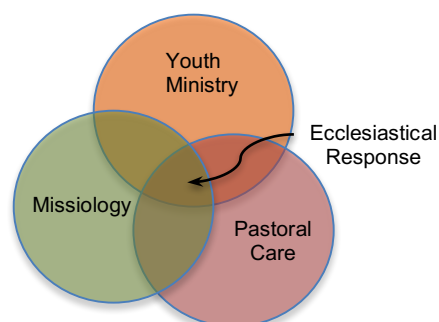 Youth
Ministry
Ecclesiastical
Response
Missiology
Pastoral
Care